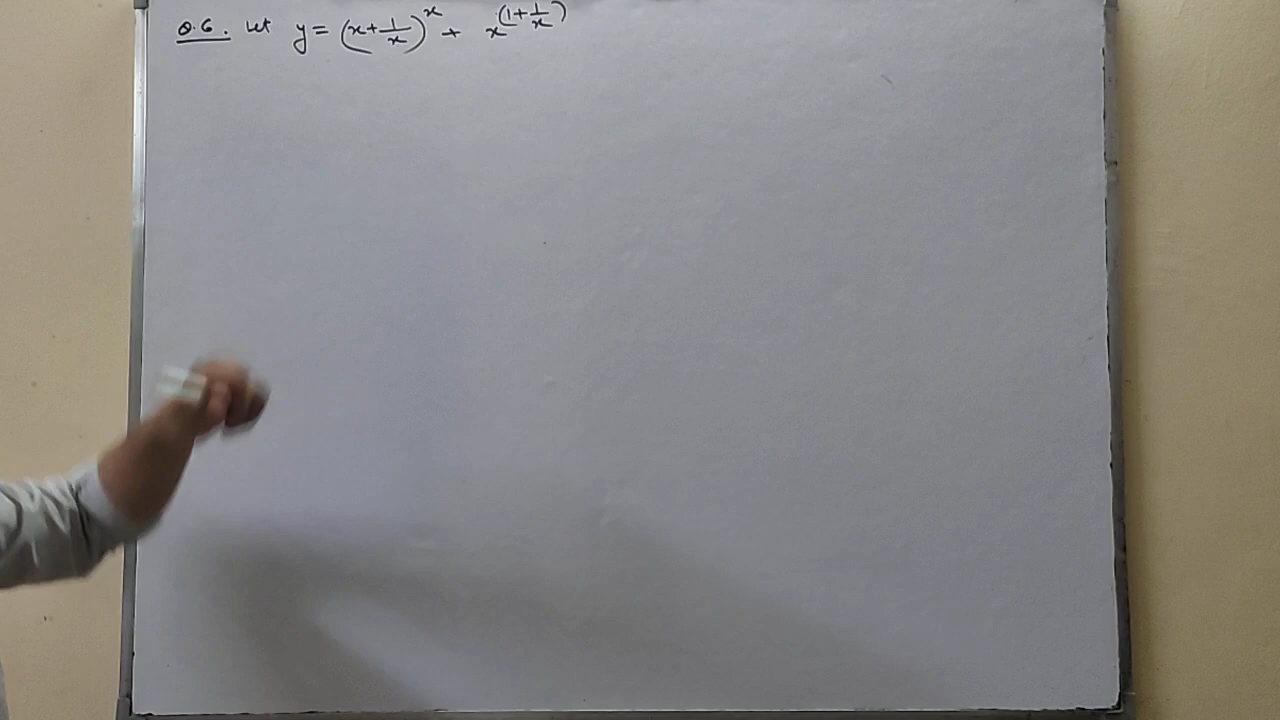 Q.6. Let y = (x+1/x)^x + x^(1+1/x)